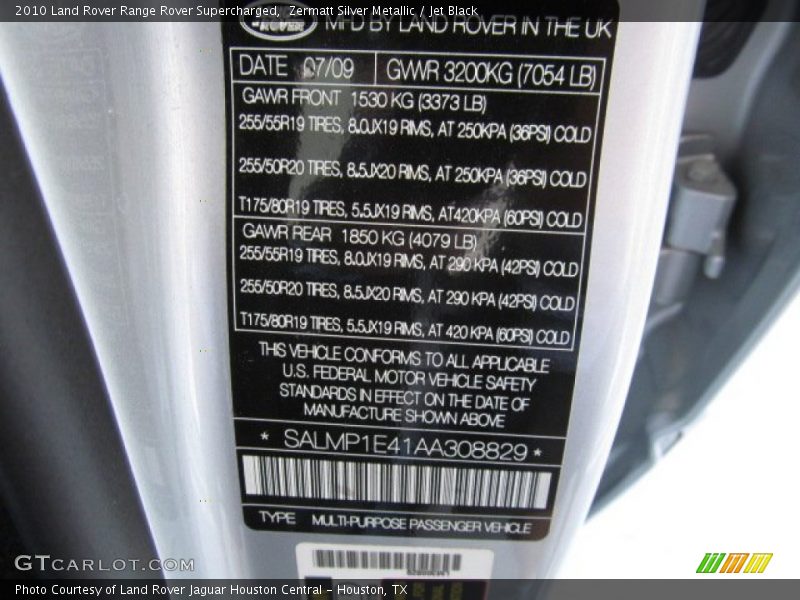 2010 Land Rover Range Rover Supercharged,  Zermatt Silver Metallic / Jet Black
ROVER
MFD BY LAND ROVER IN THE UK
DATE 07/09 GWWR 3200KG (7054 LB)
GAWR FRONT 1530 KG (3373 LB)
255/55R19 TIRES, 8.0JX19 RIMS, AT 250KPA (36PSI) COLD
255/50R20 TIRES, 8.5JX20 RIMS, AT 250KPA (36PSI) COLD
T175/80R19 TIRES, 5.5JX19 RIMS, AT420KPA (60PSI) COLD
GAWR REAR 1850 KG (4079 LB)
255/55R19 TIRES, 8.0JX19 RIMS, AT 290 KPA (42PSI) COLD
255/50R20 TIRES, 8.5JX20 RIMS, AT 290 KPA (42PSI) COLD
T175/80R19 TIRES, 5.5JX19 RIMS, AT 420 KPA (60PSI) COLD
THIS VEHICLE CONFORMS TO ALL APPLICABLE
U.S. FEDERAL MOTOR VEHICLE SAFETY
STANDARDS IN EFFECT ON THE DATE OF
MANUFACTURE SHOWN ABOVE
* SALMP1E41AA308829 *
TYPE MULTI-PURPOSE PASSENGER VEHICLE
GTCARLOT.COM
Photo Courtesy of Land Rover Jaguar Houston Central - Houston, TX